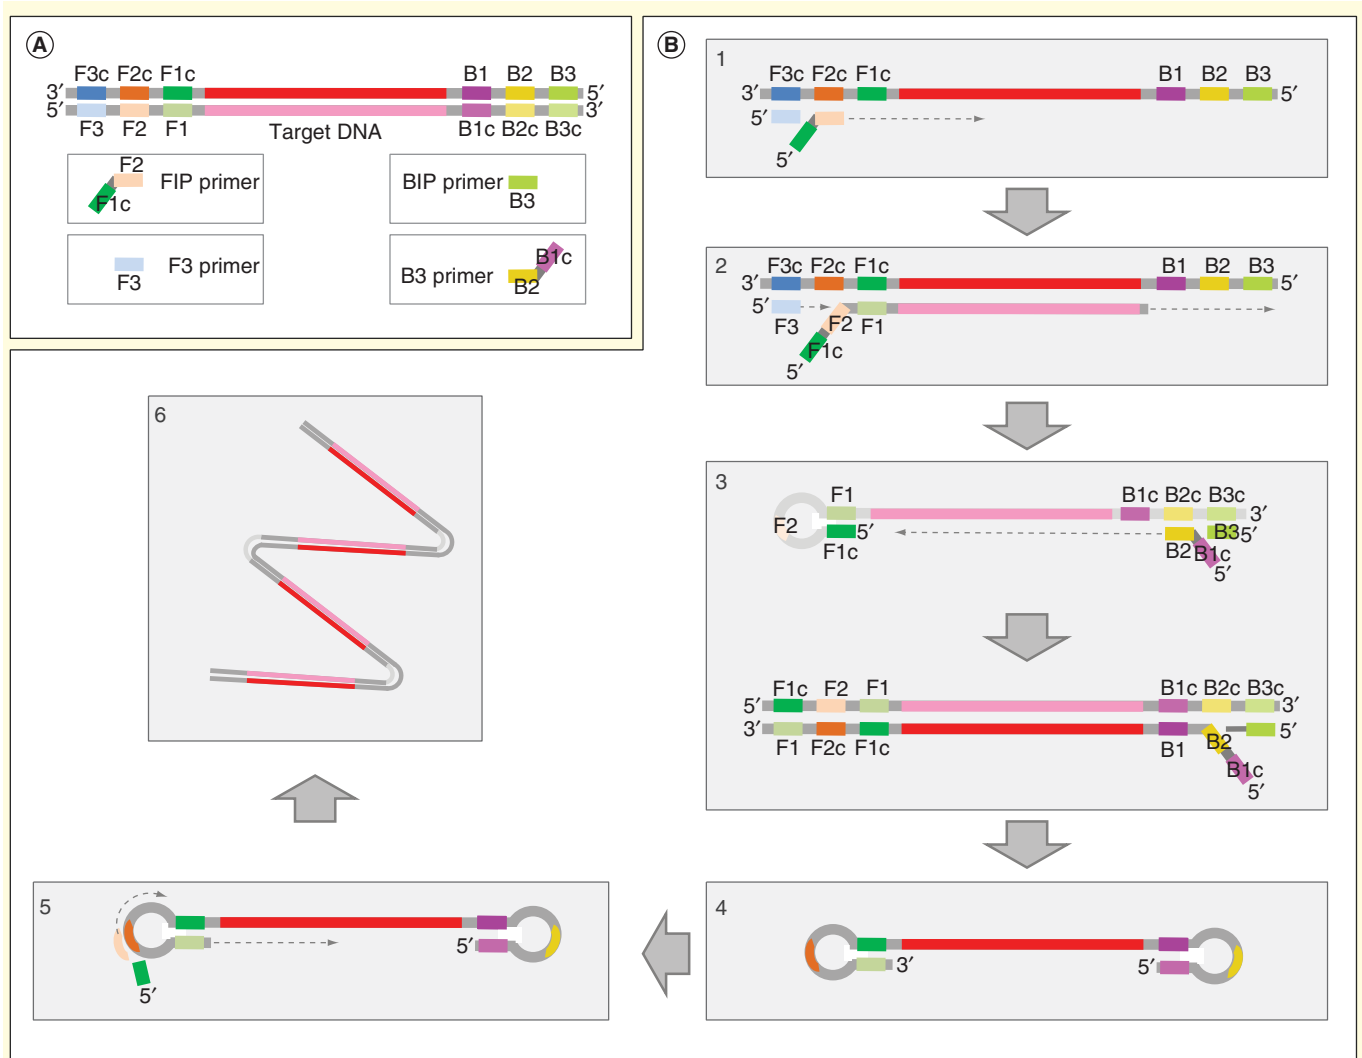 A
F3c F2c F1c B1 B2 B3
3′ 5′
5′ 3′
F3 F2 F1 Target DNA B1c B2c B3c
F2
FIP primer
F1c
BIP primer
B3
F3 primer
F3
B1c
B3 primer
B2
B
1
F3c F2c F1c B1 B2 B3
3′ 5′
5′
5′
2
F3c F2c F1c B1 B2 B3
3′ 5′
5′
F3 F2 F1
F1c
5′
3
F1 B1c B2c B3c
3′
F2 5′ B3 5′
F1c B2 B1c
5′
F1c F2 F1 B1c B2c B3c
5′ 3′
3′ 5′
F1 F2c F1c B1 B2
B1c
5′
4
3′ 5′
5
5′
5′
6